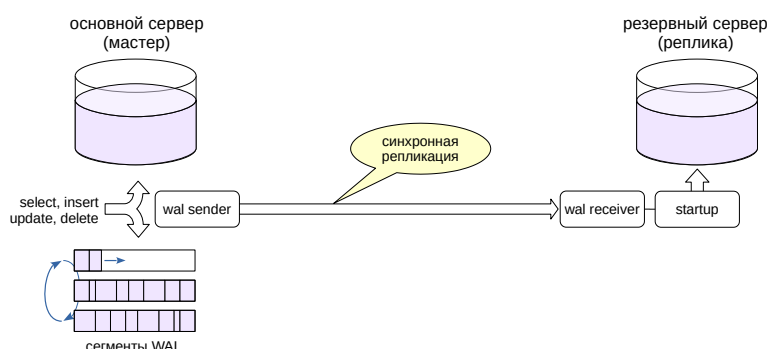 основной сервер
(мастер)
резервный сервер
(реплика)
синхронная
репликация
select, insert
update, delete
wal sender
wal receiver
startup
сегменты WAL